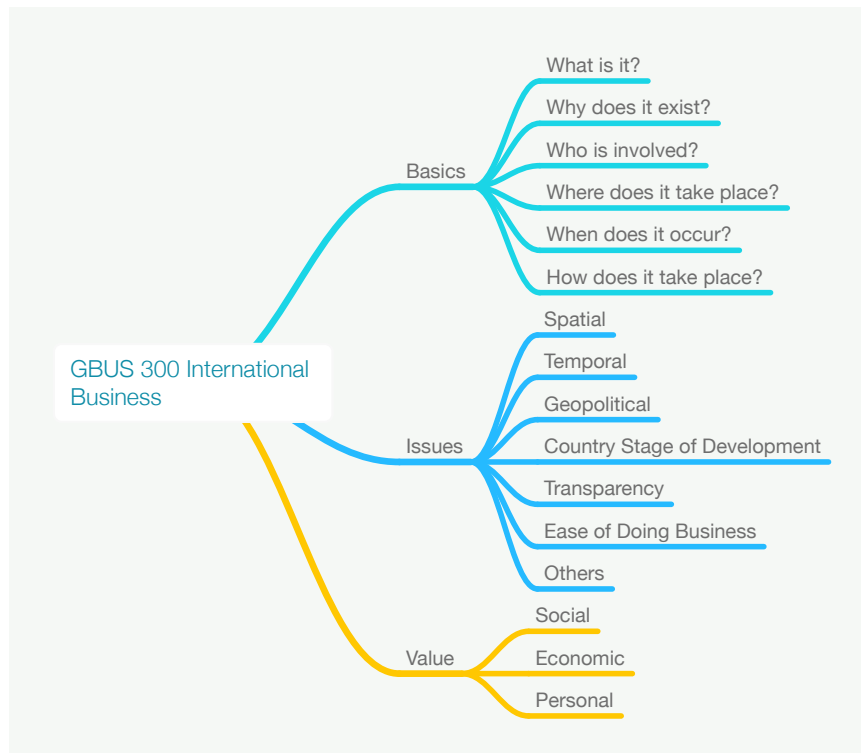 What is it?
Why does it exist?
Who is involved?
Basics
Where does it take place?
When does it occur?
How does it take place?
Spatial
Temporal
GBUS 300 International
Business
Geopolitical
Issues
Country Stage of Development
Transparency
Ease of Doing Business
Others
Social
Value
Economic
Personal